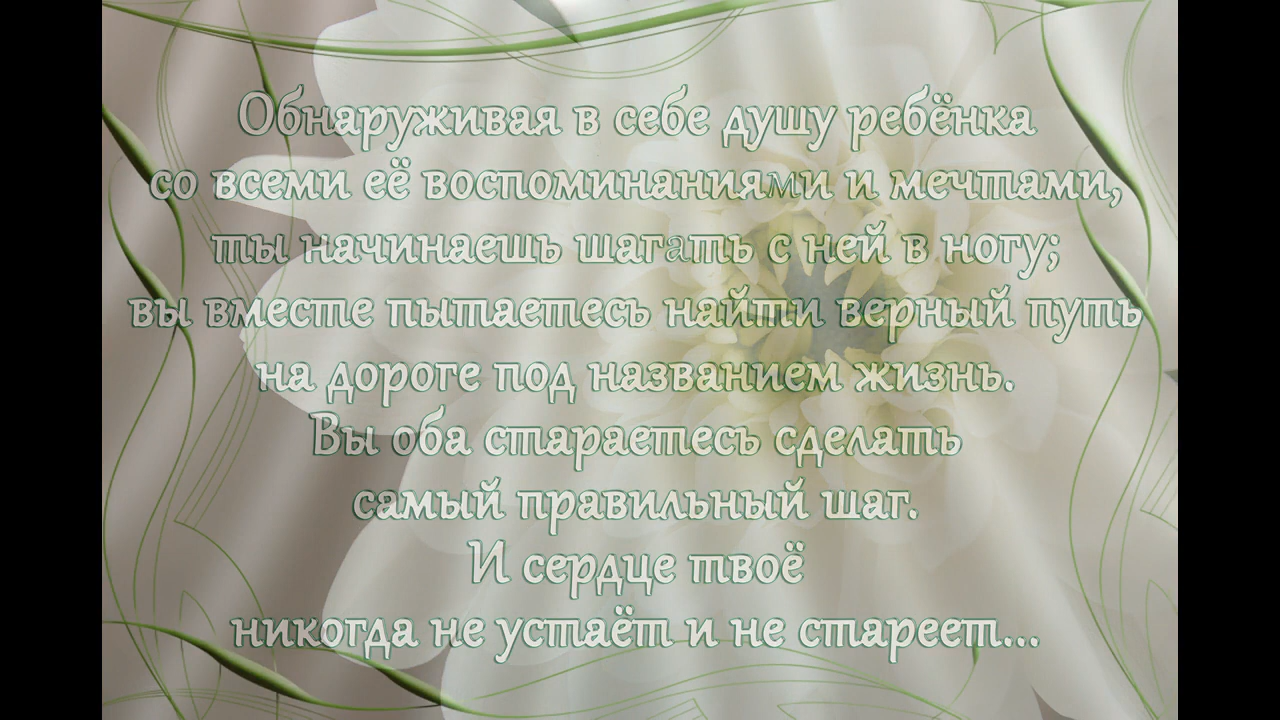 Обнаруживая в себе душу ребёнка
со всеми её воспоминаниями и мечтами,
ты начинаешь шагать с ней в ногу;
вы вместе пытаетесь найти верный путь
на дороге под названием жизнь.
Вы оба стараетесь сделать
самый правильный шаг.
И сердце твоё
никогда не устаёт и не стареет...